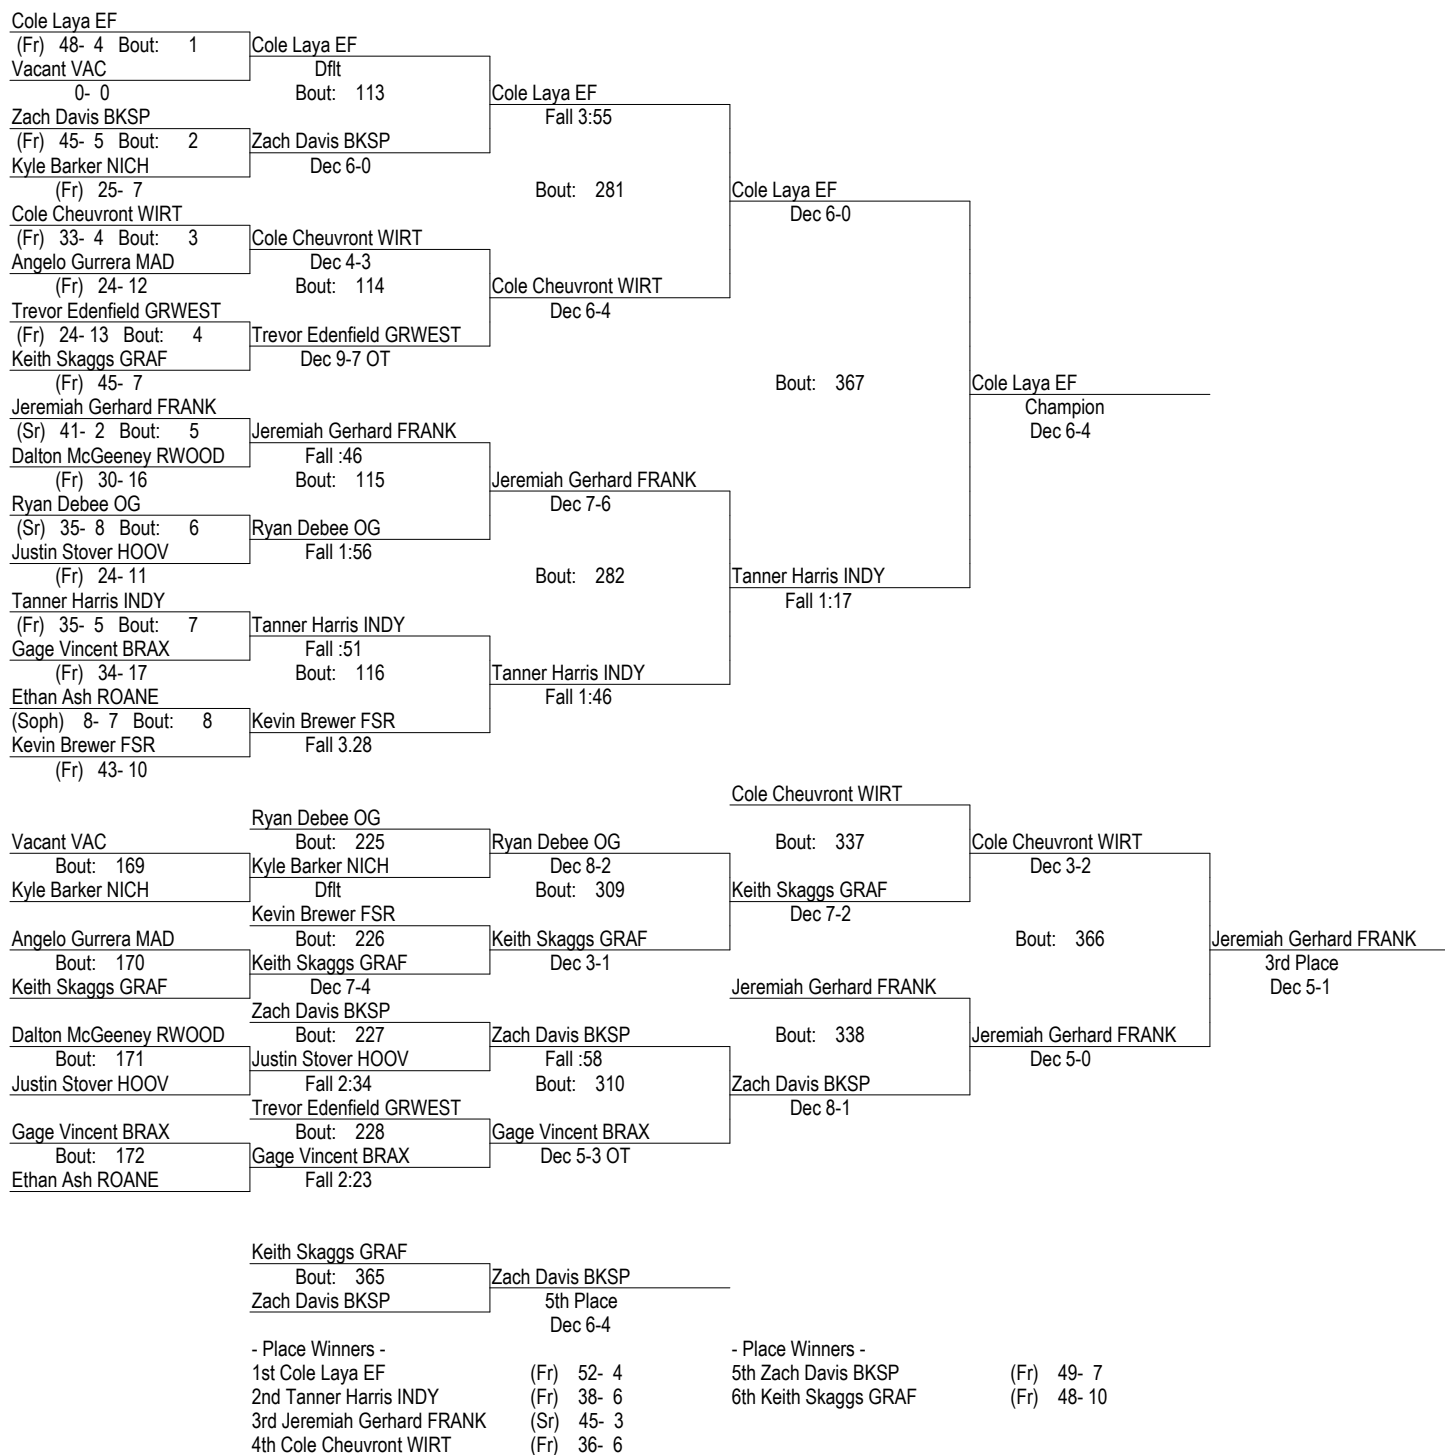 Cole Laya EF
(Fr) 48- 4 Bout: 1
Vacant VAC
0- 0
Zach Davis BKSP
(Fr) 45- 5 Bout: 2
Kyle Barker NICH
(Fr) 25- 7
Cole Cheuvront WIRT
(Fr) 33- 4 Bout: 3
Angelo Gurrera MAD
(Fr) 24- 12
Trevor Edenfield GRWEST
(Fr) 24- 13 Bout: 4
Keith Skaggs GRAF
(Fr) 45- 7
Jeremiah Gerhard FRANK
(Sr) 41- 2 Bout: 5
Dalton McGeeney RWOOD
(Fr) 30- 16
Ryan Debee OG
(Sr) 35- 8 Bout: 6
Justin Stover HOOV
(Fr) 24- 11
Tanner Harris INDY
(Fr) 35- 5 Bout: 7
Gage Vincent BRAX
(Fr) 34- 17
Ethan Ash ROANE
(Soph) 8- 7 Bout: 8
Kevin Brewer FSR
(Fr) 43- 10
Cole Laya EF
Dflt
Bout: 113
Zach Davis BKSP
Dec 6-0
Cole Cheuvront WIRT
Dec 4-3
Bout: 114
Trevor Edenfield GRWEST
Dec 9-7 OT
Jeremiah Gerhard FRANK
Fall :46
Bout: 115
Ryan Debee OG
Fall 1:56
Tanner Harris INDY
Fall :51
Bout: 116
Kevin Brewer FSR
Fall 3.28
Cole Laya EF
Fall 3:55
Bout: 281
Cole Cheuvront WIRT
Dec 6-4
Jeremiah Gerhard FRANK
Dec 7-6
Bout: 282
Tanner Harris INDY
Fall 1:46
Cole Laya EF
Dec 6-0
Bout: 367
Tanner Harris INDY
Fall 1:17
Cole Laya EF
Champion
Dec 6-4
Vacant VAC
Bout: 169
Kyle Barker NICH
Angelo Gurrera MAD
Bout: 170
Keith Skaggs GRAF
Dalton McGeeney RWOOD
Bout: 171
Justin Stover HOOV
Gage Vincent BRAX
Bout: 172
Ethan Ash ROANE
Ryan Debee OG
Bout: 225
Kyle Barker NICH
Dflt
Kevin Brewer FSR
Bout: 226
Keith Skaggs GRAF
Dec 7-4
Zach Davis BKSP
Bout: 227
Justin Stover HOOV
Fall 2:34
Trevor Edenfield GRWEST
Bout: 228
Gage Vincent BRAX
Fall 2:23
Ryan Debee OG
Dec 8-2
Bout: 309
Keith Skaggs GRAF
Dec 3-1
Zach Davis BKSP
Fall :58
Bout: 310
Gage Vincent BRAX
Dec 5-3 OT
Cole Cheuvront WIRT
Bout: 337
Keith Skaggs GRAF
Dec 7-2
Jeremiah Gerhard FRANK
Bout: 338
Zach Davis BKSP
Dec 8-1
Cole Cheuvront WIRT
Dec 3-2
Bout: 366
Jeremiah Gerhard FRANK
Dec 5-0
Jeremiah Gerhard FRANK
3rd Place
Dec 5-1
Keith Skaggs GRAF
Bout: 365
Zach Davis BKSP
Zach Davis BKSP
5th Place
Dec 6-4
- Place Winners -
1st Cole Laya EF (Fr) 52- 4
2nd Tanner Harris INDY (Fr) 38- 6
3rd Jeremiah Gerhard FRANK (Sr) 45- 3
4th Cole Cheuvront WIRT (Fr) 36- 6
- Place Winners -
5th Zach Davis BKSP (Fr) 49- 7
6th Keith Skaggs GRAF (Fr) 48- 10